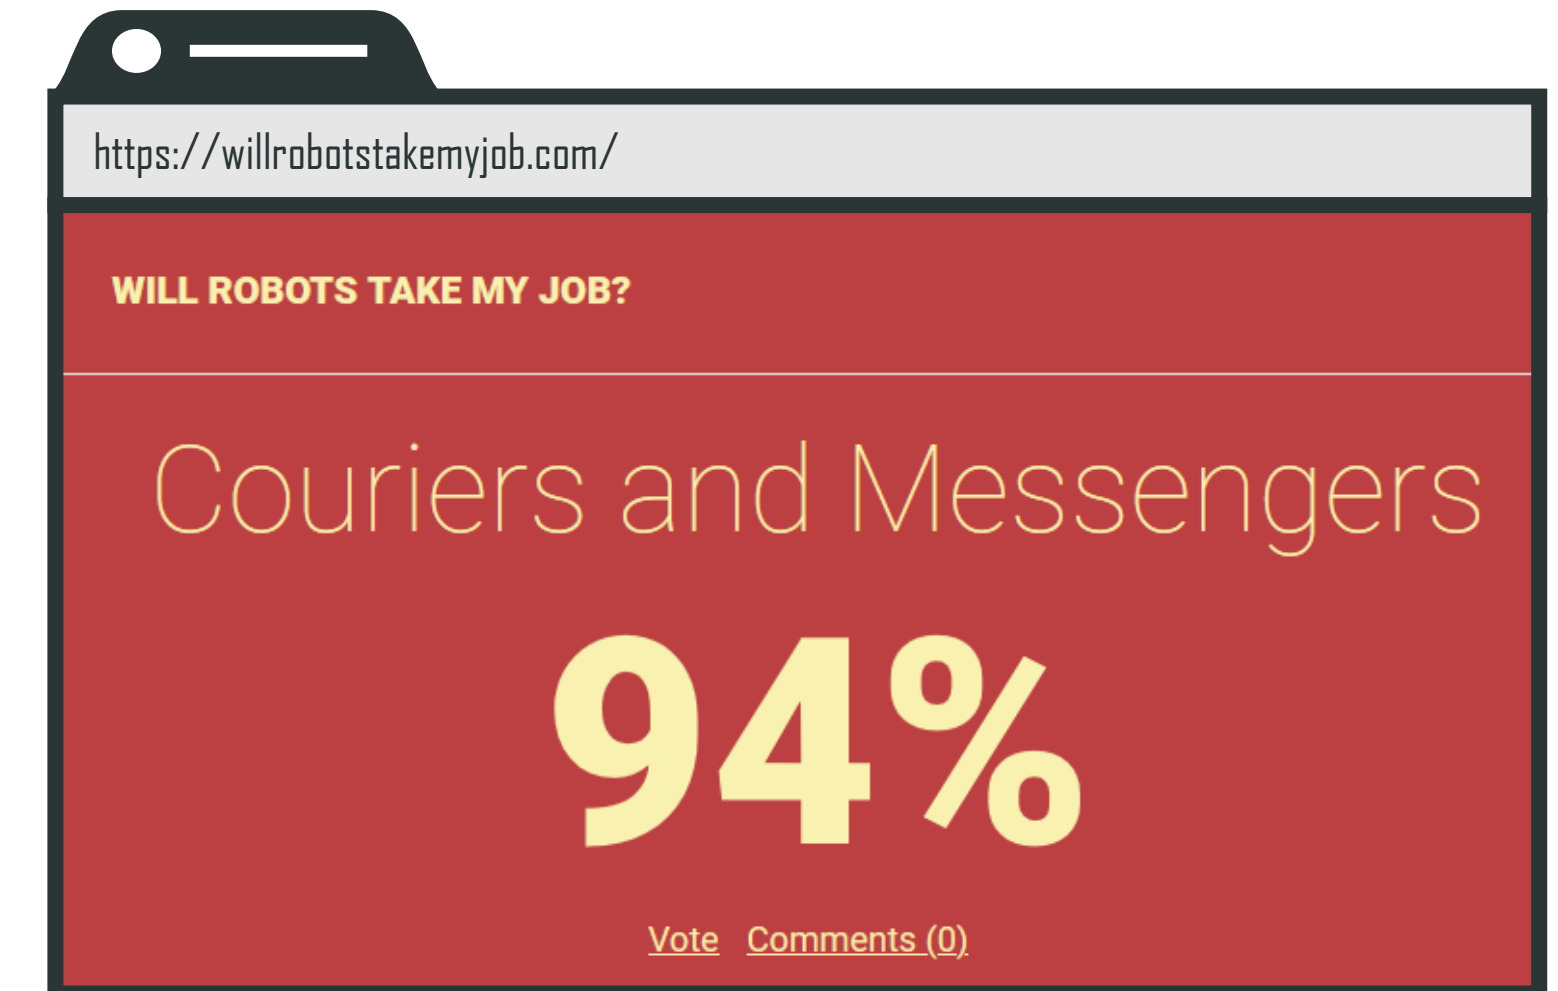 https://willrobotstakemyjob.com/
WILL ROBOTS TAKE MY JOB?
Couriers and Messengers
94%
Vote Comments (0)